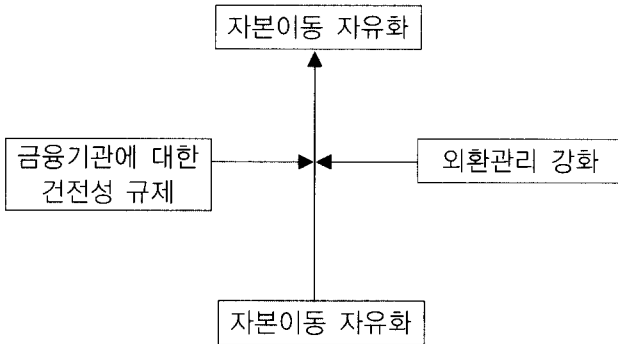 자본이동 자유화
금융기관에 대한
건전성 규제
외환관리 강화
자본이동 자유화